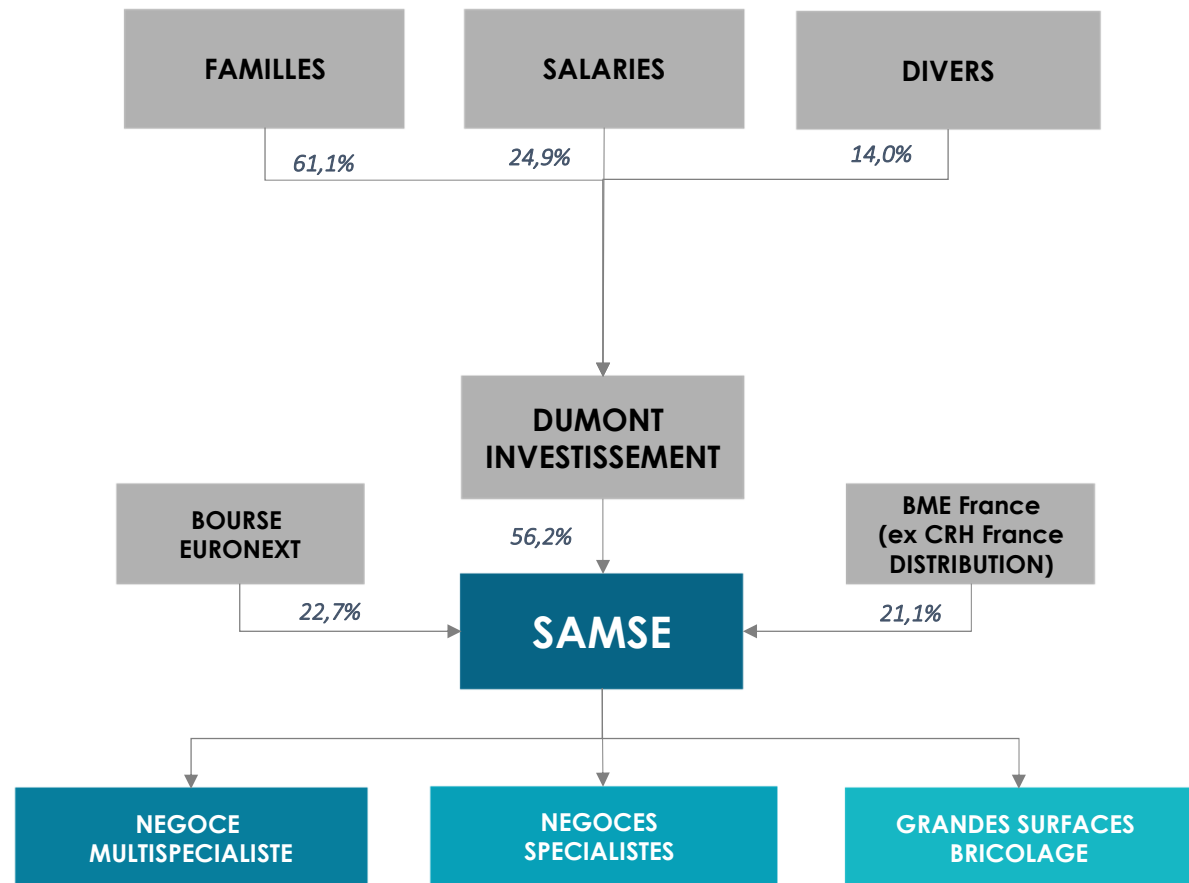 FAMILLES
SALARIES
DIVERS
61,1%
24,9%
14,0%
DUMONT
INVESTISSEMENT
BOURSE
EURONEXT
56,2%
BME France
(ex CRH France
DISTRIBUTION)
22,7%
SAMSE
21,1%
NEGOCE
MULTISPECIALISTE
NEGOCES
SPECIALISTES
GRANDES SURFACES
BRICOLAGE